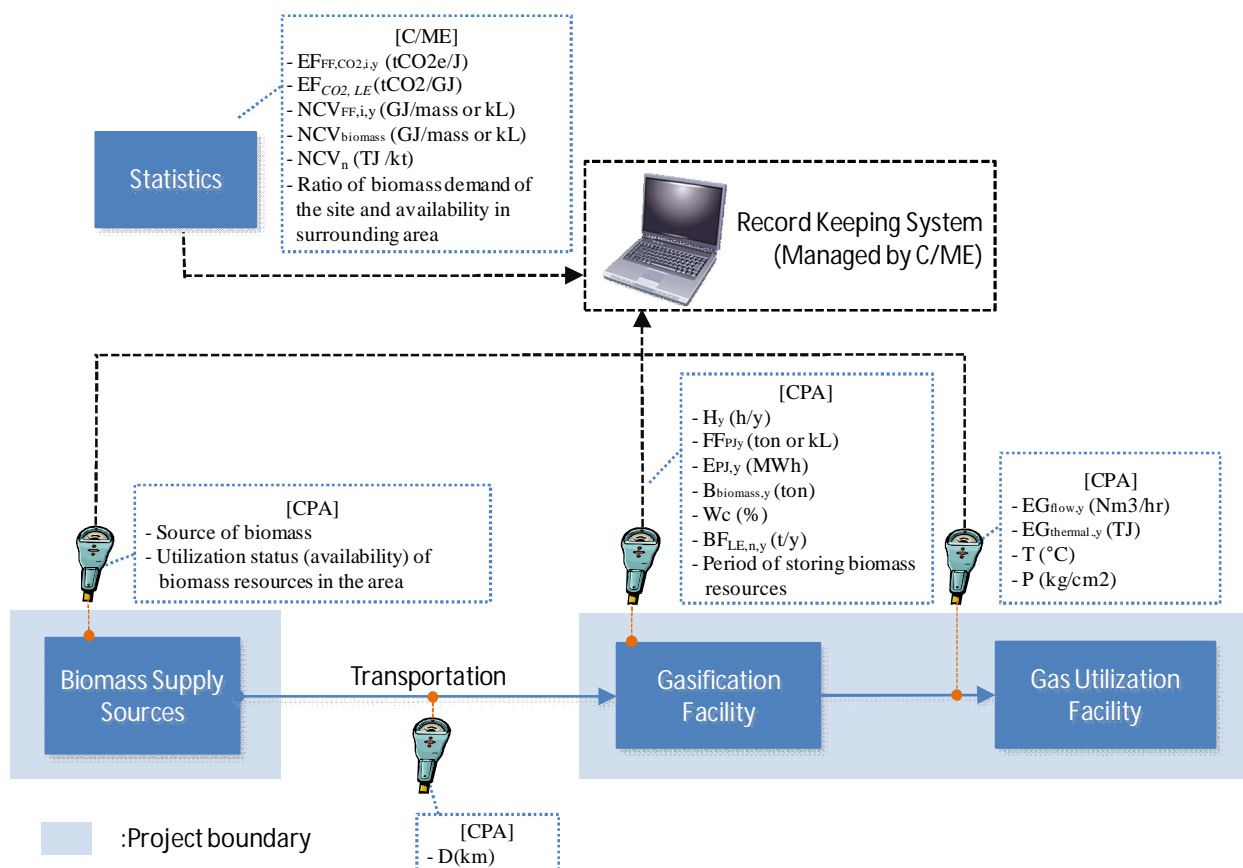 [C/ME]
- EFFF,CO2,i,y (tCO2e/J)
- EFCO2, LE (tCO2/GJ)
- NCVFF,i,y (GJ/mass or kL)
- NCVbiomass (GJ/mass or kL)
- NCVn (TJ /kt)
- Ratio of biomass demand of
the site and availability in
surrounding area
Statistics
Record Keeping System
(Managed by C/ME)
[CPA]
- Source of biomass
- Utilization status (availability) of
biomass resources in the area
[CPA]
- Hy (h/y)
- FFPJy (ton or kL)
- EPJ,y (MWh)
- Bbiomass,y (ton)
- Wc (%)
- BFLE,n,y (t/y)
- Period of storing biomass
resources
[CPA]
- EGflow,y (Nm3/hr)
- EGthermal.,y (TJ)
- T (°C)
- P (kg/cm2)
Biomass Supply
Sources
Transportation
Gasification
Facility
Gas Utilization
Facility
[CPA]
- D(km)
:Project boundary